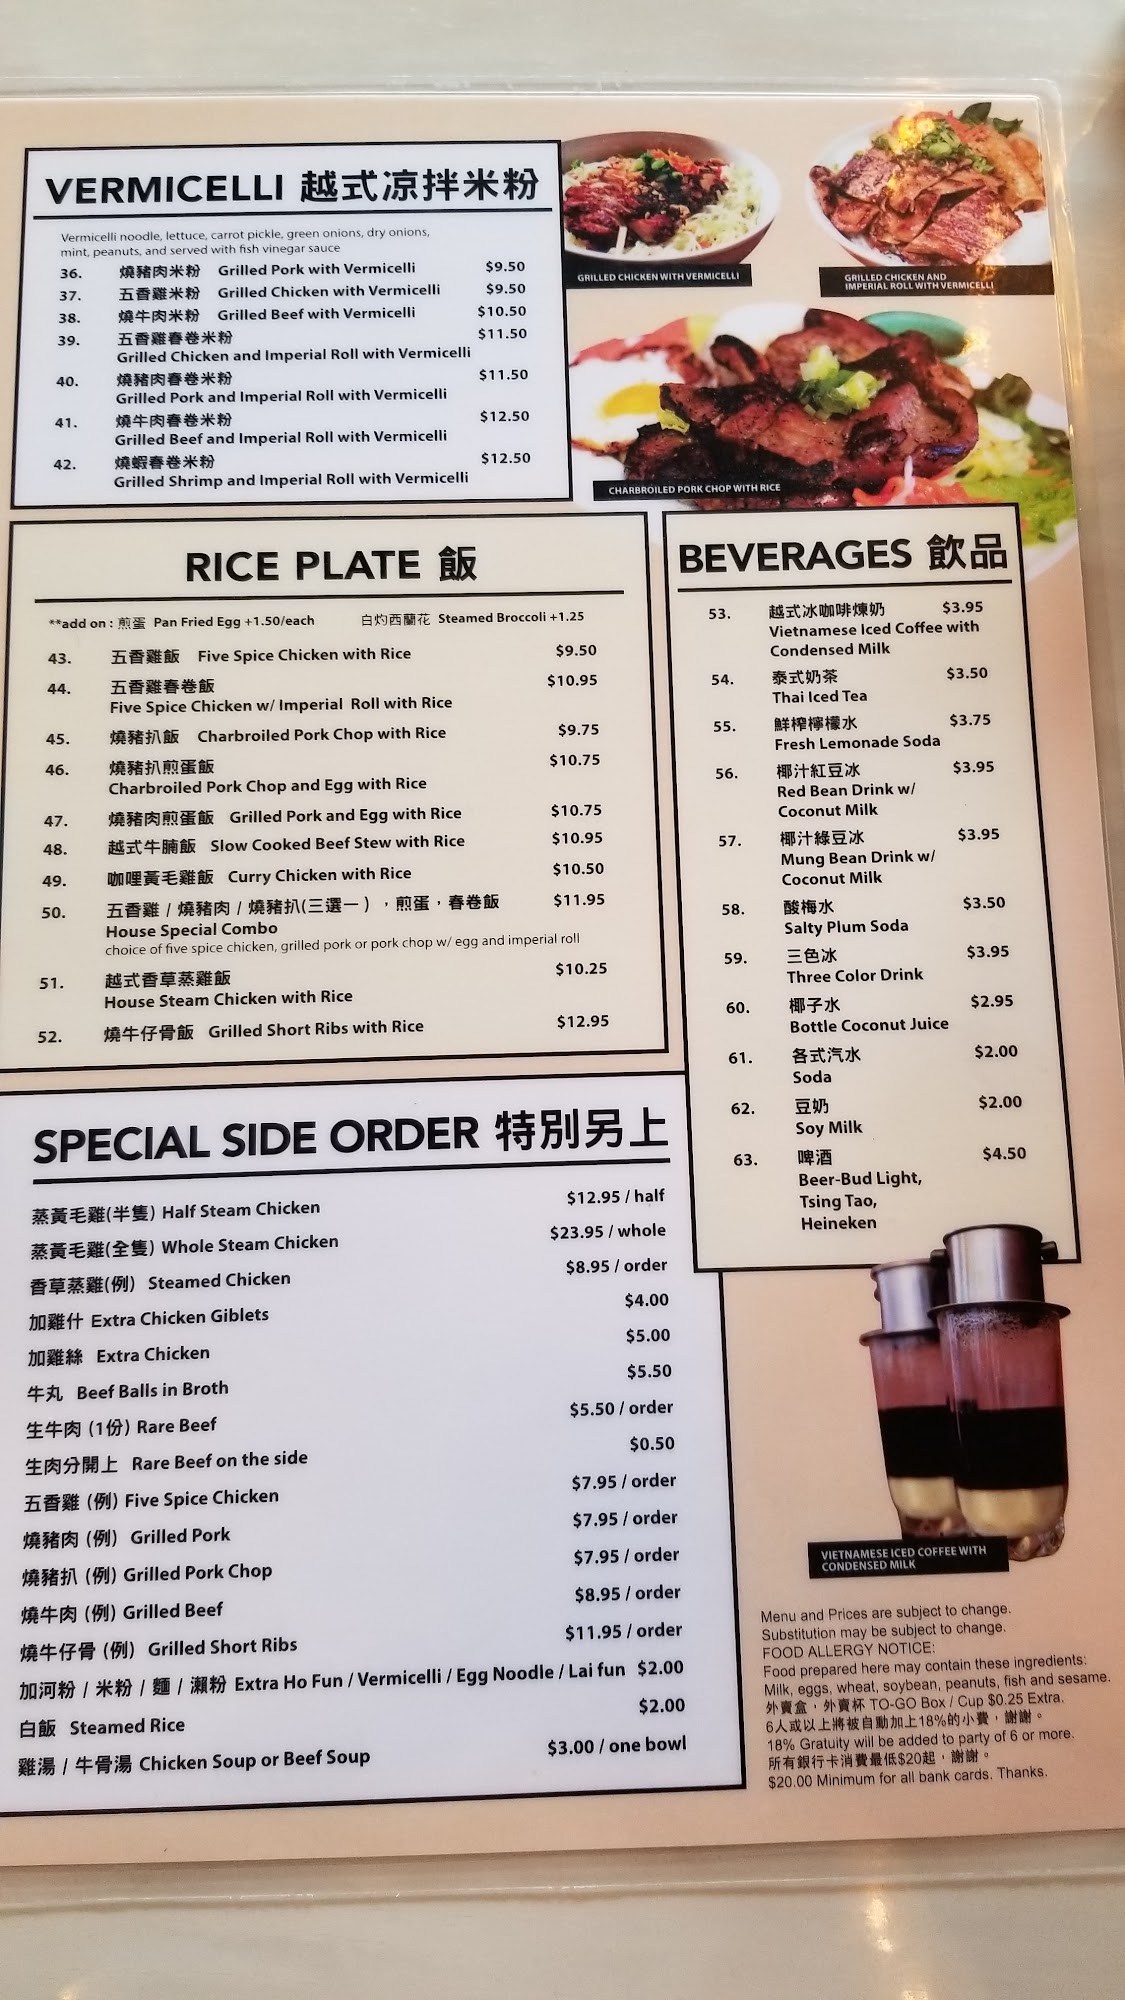 VERMICELLI 越式凉拌米粉
Vermicelli noodle, lettuce, carrot pickle, green onions, dry onions,
mint, peanuts, and served with fish vinegar sauce
36. 燒豬肉米粉 Grilled Pork with Vermicelli $9.50
37. 五香雞米粉 Grilled Chicken with Vermicelli $9.50
38. 燒牛肉米粉 Grilled Beef with Vermicelli $10.50
39. 五香雞春卷米粉 $11.50
Grilled Chicken and Imperial Roll with Vermicelli
40. 燒豬肉春卷米粉 $11.50
Grilled Pork and Imperial Roll with Vermicelli
41. 燒牛肉春卷米粉 $12.50
Grilled Beef and Imperial Roll with Vermicelli
42. 燒蝦春卷米粉 $12.50
Grilled Shrimp and Imperial Roll with Vermicelli
GRILLED CHICKEN WITH VERMICELLI
GRILLED CHICKEN AND
IMPERIAL ROLL WITH VERMICELLI
CHARBROILED PORK CHOP WITH RICE
RICE PLATE 飯
**add on : 煎蛋 Pan Fried Egg +1.50/each 白灼西蘭花 Steamed Broccoli +1.25
43. 五香雞飯 Five Spice Chicken with Rice $9.50
44. 五香雞春卷飯 $10.95
Five Spice Chicken w/ Imperial Roll with Rice
45. 燒豬扒飯 Charbroiled Pork Chop with Rice $9.75
46. 燒豬扒煎蛋飯 $10.75
Charbroiled Pork Chop and Egg with Rice
47. 燒豬肉煎蛋飯 Grilled Pork and Egg with Rice $10.75
48. 越式牛腩飯 Slow Cooked Beef Stew with Rice $10.95
49. 咖哩黃毛雞飯 Curry Chicken with Rice $10.50
50. 五香雞 / 燒豬肉 / 燒豬扒(三選一) ，煎蛋，春卷飯 $11.95
House Special Combo
choice of five spice chicken, grilled pork or pork chop w/ egg and imperial roll
51. 越式香草蒸雞飯 $10.25
House Steam Chicken with Rice
52. 燒牛仔骨飯 Grilled Short Ribs with Rice $12.95
BEVERAGES 飲品
53. 越式冰咖啡煉奶 $3.95
Vietnamese Iced Coffee with
Condensed Milk
54. 泰式奶茶 $3.50
Thai Iced Tea
55. 鮮榨檸檬水 $3.75
Fresh Lemonade Soda
56. 椰汁紅豆冰 $3.95
Red Bean Drink w/
Coconut Milk
57. 椰汁綠豆冰 $3.95
Mung Bean Drink w/
Coconut Milk
58. 酸梅水 $3.50
Salty Plum Soda
59. 三色冰 $3.95
Three Color Drink
60. 椰子水 $2.95
Bottle Coconut Juice
61. 各式汽水 $2.00
Soda
62. 豆奶 $2.00
Soy Milk
63. 啤酒 $4.50
Beer-Bud Light,
Tsing Tao,
Heineken
SPECIAL SIDE ORDER 特別另上
蒸黃毛雞(半隻) Half Steam Chicken $12.95 / half
蒸黃毛雞(全隻) Whole Steam Chicken $23.95 / whole
香草蒸雞(例) Steamed Chicken $8.95 / order
加雞什 Extra Chicken Giblets $4.00
加雞絲 Extra Chicken $5.00
牛丸 Beef Balls in Broth $5.50
生牛肉 (1份) Rare Beef $5.50 / order
生肉分開上 Rare Beef on the side $0.50
五香雞 (例) Five Spice Chicken $7.95 / order
燒豬肉 (例) Grilled Pork $7.95 / order
燒豬扒 (例) Grilled Pork Chop $7.95 / order
燒牛肉 (例) Grilled Beef $8.95 / order
燒牛仔骨 (例) Grilled Short Ribs $11.95 / order
加河粉 / 米粉 / 麵 / 瀨粉 Extra Ho Fun / Vermicelli / Egg Noodle / Lai fun $2.00
白飯 Steamed Rice $2.00
雞湯 / 牛骨湯 Chicken Soup or Beef Soup $3.00 / one bowl
VIETNAMESE ICED COFFEE WITH
CONDENSED MILK
Menu and Prices are subject to change.
Substitution may be subject to change.
FOOD ALLERGY NOTICE:
Food prepared here may contain these ingredients:
Milk, eggs, wheat, soybean, peanuts, fish and sesame.
外賣盒，外賣杯 TO-GO Box / Cup $0.25 Extra.
6人或以上將被自動加上18%的小費，謝謝。
18% Gratuity will be added to party of 6 or more.
所有銀行卡消費最低$20起，謝謝。
$20.00 Minimum for all bank cards. Thanks.